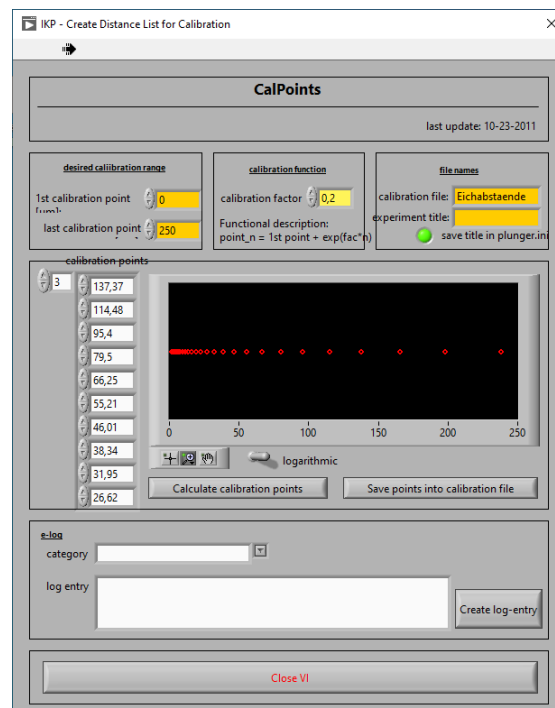 IKP - Create Distance List for Calibration
CalPoints
last update: 10-23-2011
desired caliibration range
1st calibration point
0
last calibration point
250
calibration function
calibration factor
0,2
Functional description:
point_n = 1st point + exp(fac*n)
file names
calibration file:
Eichabstaende
experiment title:
save title in plunger.ini
calibration points
3
137,37
114,48
95,4
79,5
66,25
55,21
46,01
38,34
31,95
26,62
0 50 100 150 200 250
logarithmic
Calculate calibration points
Save points into calibration file
e-log
category
log entry
Create log-entry
Close VI